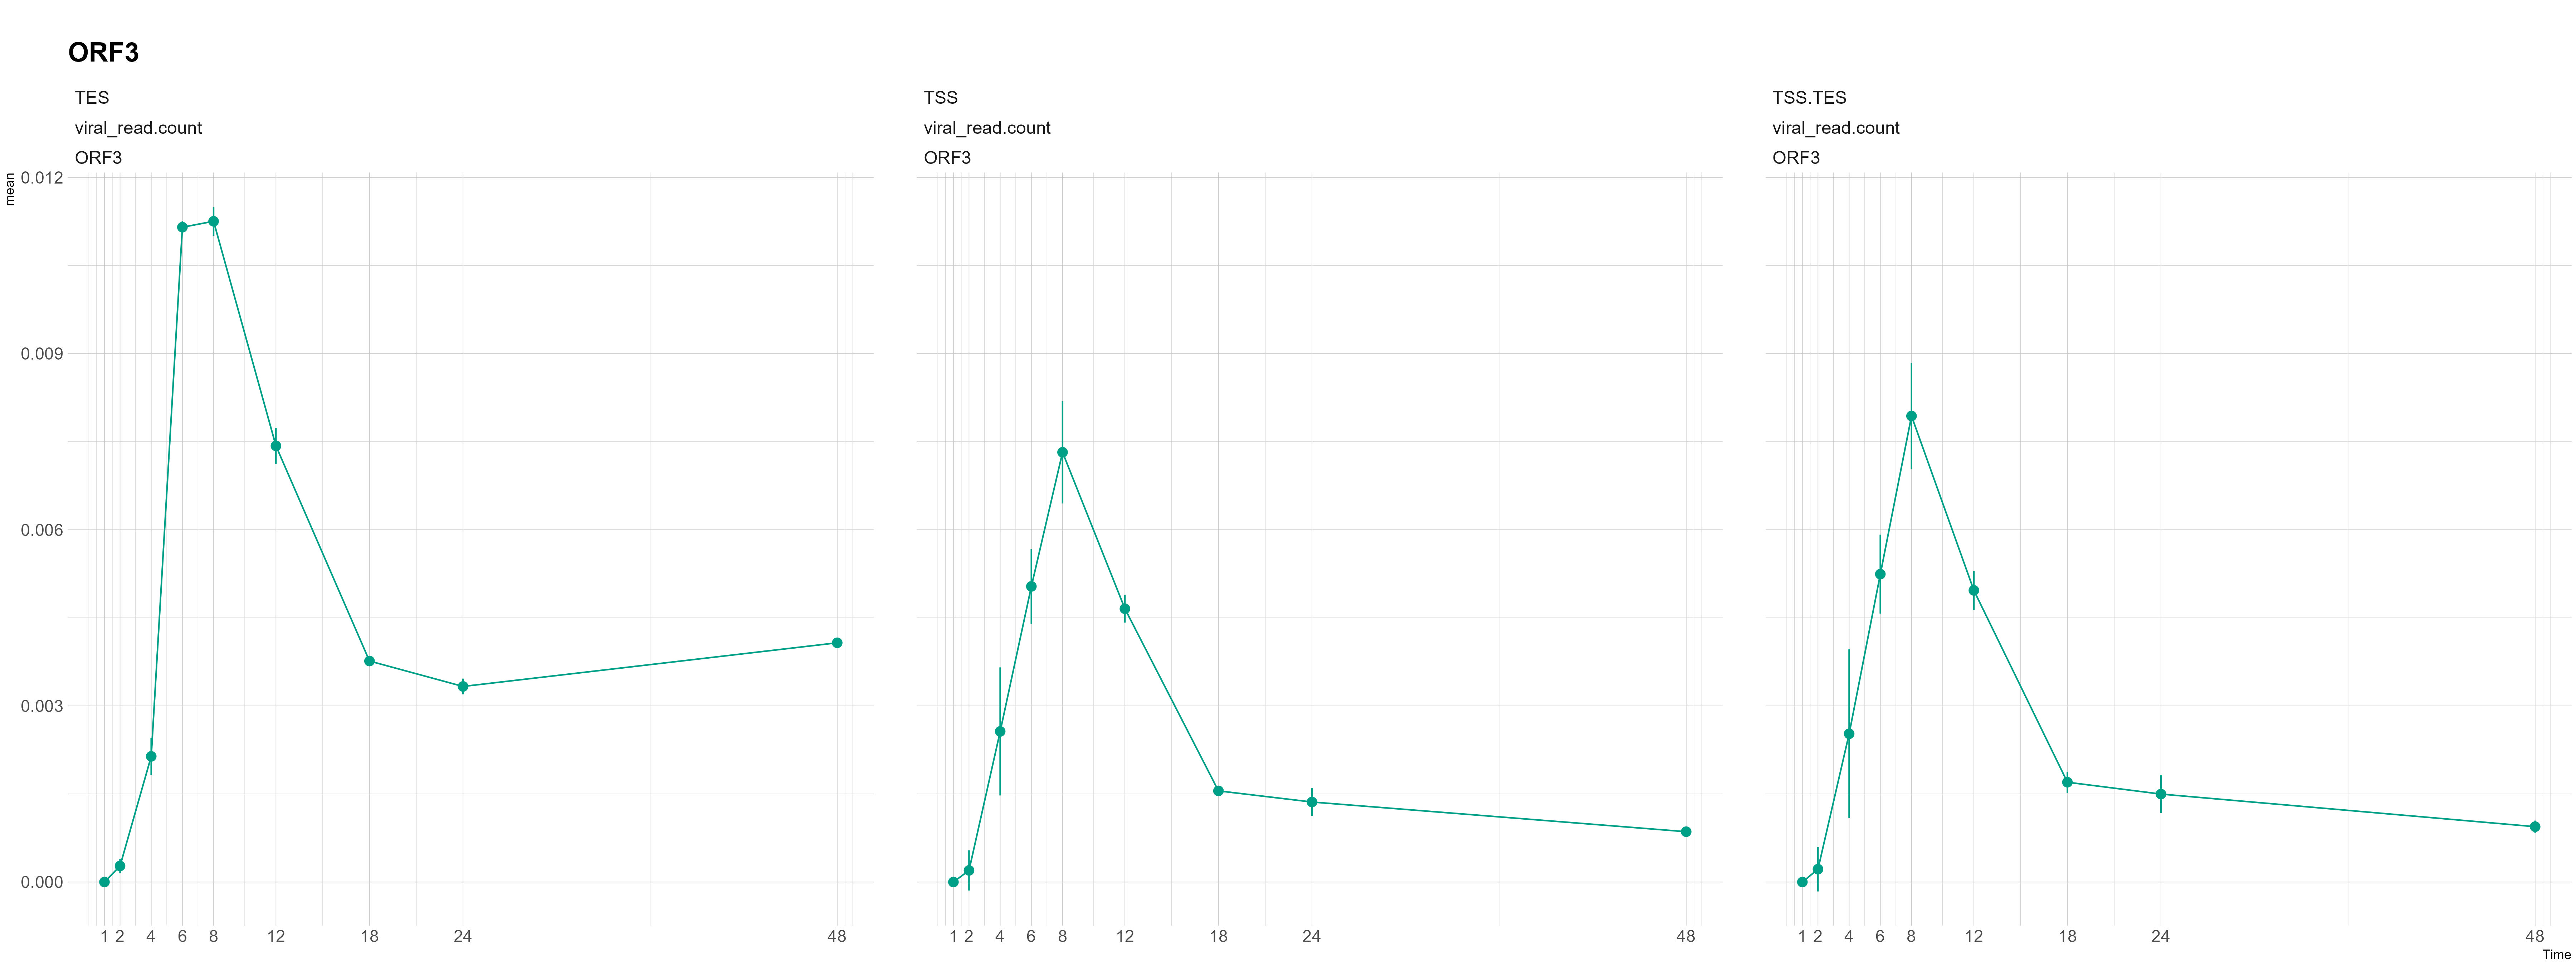 ORF3
TES
viral_read.count
ORF3
TSS
viral_read.count
ORF3
TSS.TES
viral_read.count
ORF3
mean
0.012
0.009
0.006
0.003
0.000
1 2 4 6 8 12 18 24 48
1 2 4 6 8 12 18 24 48
1 2 4 6 8 12 18 24 48
Time